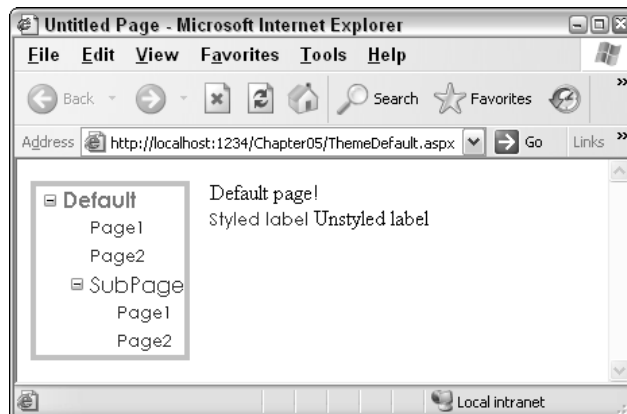 Untitled Page - Microsoft Internet Explorer
File Edit View Favorites Tools Help
Back Search Favorites
Address http://localhost:1234/Chapter05/ThemeDefault.aspx Go Links
Default
Page1
Page2
SubPage
Page1
Page2
Default page!
Styled label Unstyled label
Local intranet